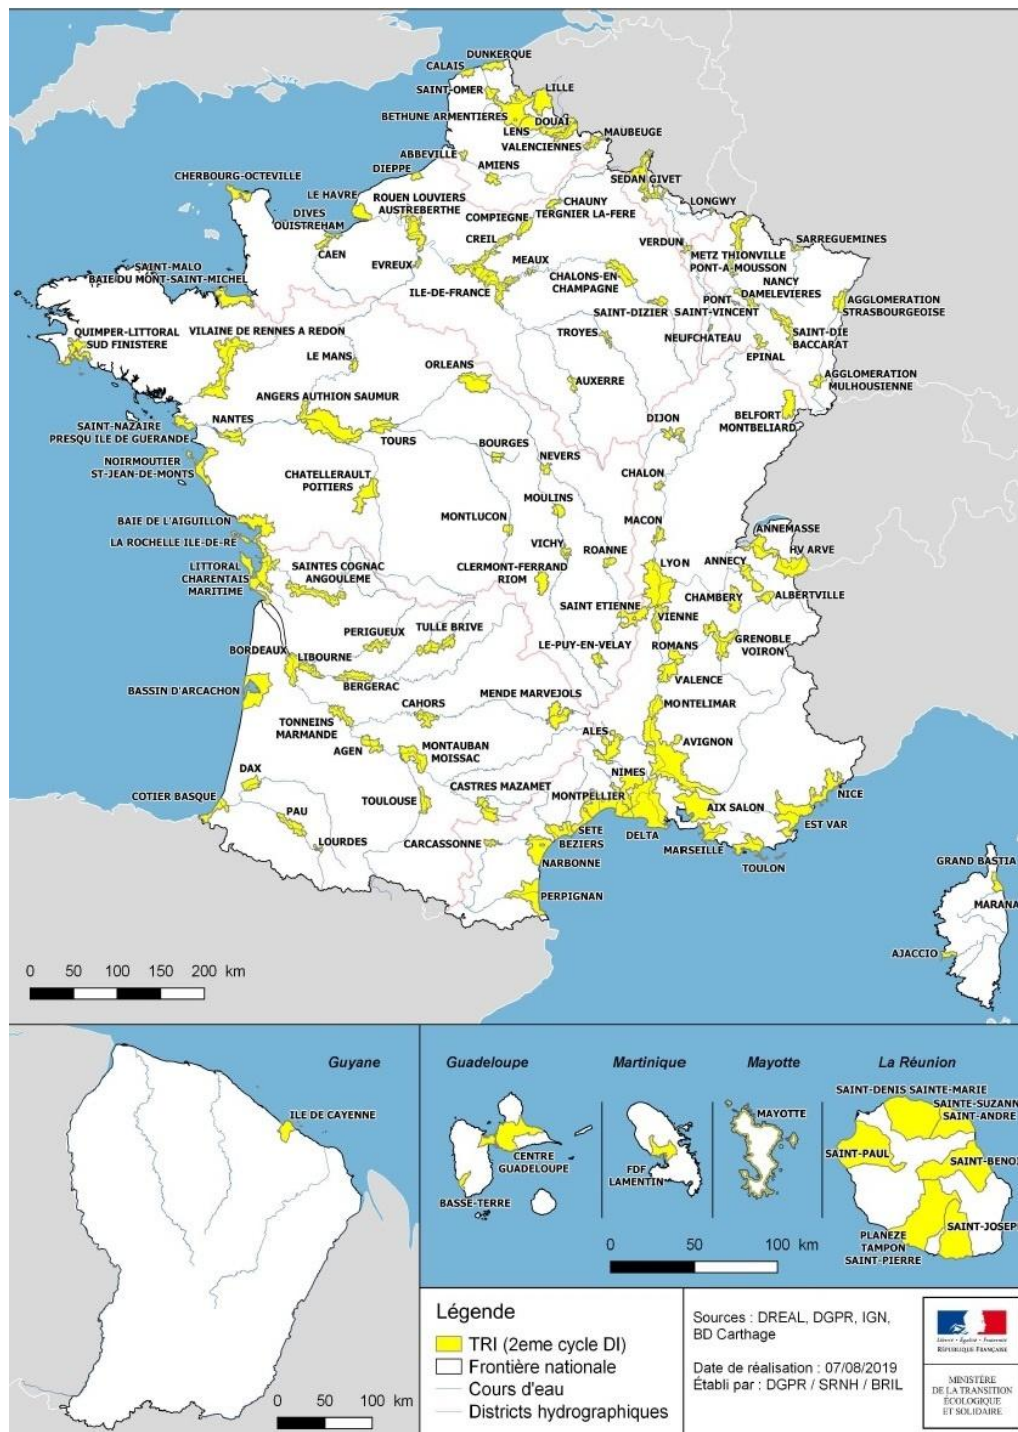 DUNKERQUE
CALAIS
SAINT-OMER
LILLE
BETHUNE ARMENTIERES
DOUAI
LENS
VALENCIENNES
MAUBEUGE
ABBEVILLE
AMIENS
DIEPPE
SEDAN GIVET
CHERBOURG-OCTEVILLE
LE HAVRE
ROUEN LOUVIERS
AUSTREBERTHE
CHAUNY
TERGNIER LA-FERE
LONGWY
DIVES
OUISTREHAM
COMPIEGNE
CREIL
CAEN
EVREUX
MEAUX
VERDUN
SARREGUEMINES
METZ THIONVILLE
PONT-A-MOUSSON
SAINT-MALO
BAIE DU MONT-SAINT-MICHEL
CHALONS-EN-
CHAMPAGNE
NANCY
DAMELEVIERES
ILE-DE-FRANCE
PONT
SAINT-VINCENT
AGGLOMERATION
STRASBOURGEOISE
SAINT-DIZIER
QUIMPER-LITTORAL
SUD FINISTERE
VILAINE DE RENNES A REDON
TROYES
NEUFCHATEAU
SAINT-DIE
BACCARAT
EPINAL
LE MANS
ORLEANS
AUXERRE
AGGLOMERATION
MULHOUSIENNE
ANGERS AUTHION SAUMUR
DIJON
BELFORT
MONTBELIARD
SAINT-NAZAIRE
PRESQU ILE DE GUERANDE
NANTES
TOURS
BOURGES
NEVERS
NOIRMOUTIER
ST-JEAN-DE-MONTS
CHATELLERAULT
POITIERS
CHALON
MOULINS
BAIE DE L'AIGUILLON
MONTLUCON
MACON
ANNEMASSE
LA ROCHELLE ILE-DE-RE
VICHY
ROANNE
HV ARVE
LITTORAL
CHARENTAIS
MARITIME
SAINTES COGNAC
ANGOULEME
CLERMONT-FERRAND
RIOM
LYON
ANNECY
CHAMBERY
ALBERTVILLE
SAINT ETIENNE
VIENNE
PERIGUEUX
TULLE BRIVE
GRENOBLE
VOIRON
BORDEAUX
LIBOURNE
LE-PUY-EN-VELAY
ROMANS
VALENCE
BASSIN D'ARCACHON
BERGERAC
CAHORS
MENDE MARVEJOLS
MONTELIMAR
TONNEINS
MARMANDE
ALES
AVIGNON
AGEN
MONTAUBAN
MOISSAC
NIMES
DAX
CASTRES MAZAMET
MONTPELLIER
NICE
COTIER BASQUE
TOULOUSE
AIX SALON
PAU
EST VAR
SETE
DELTA
LOURDES
CARCASSONNE
BEZIERS
MARSEILLE
TOULON
NARBONNE
GRAND BASTIA
PERPIGNAN
MARANA
AJACCIO
0 50 100 150 200 km
Guyane
ILE DE CAYENNE
0 50 100 km
Guadeloupe
CENTRE
GUADELOUPE
BASSE-TERRE
Martinique
FDF
LAMENTIN
Mayotte
MAYOTTE
La Réunion
SAINT-DENIS SAINTE-MARIE
SAINTE-SUZANN
SAINT-ANDRE
SAINT-PAUL
SAINT-BENOI
SAINT-JOSEPH
PLANEZE
TAMPON
SAINT-PIERRE
0 50 100 km
Légende
TRI (2eme cycle DI)
Frontière nationale
Cours d'eau
Districts hydrographiques
Sources : DREAL, DGPR, IGN,
BD Carthage
Date de réalisation : 07/08/2019
Établi par : DGPR / SRNH / BRIL
Liberté • Égalité • Fraternité
RÉPUBLIQUE FRANÇAISE
MINISTÈRE
DE LA TRANSITION
ÉCOLOGIQUE
ET SOLIDAIRE